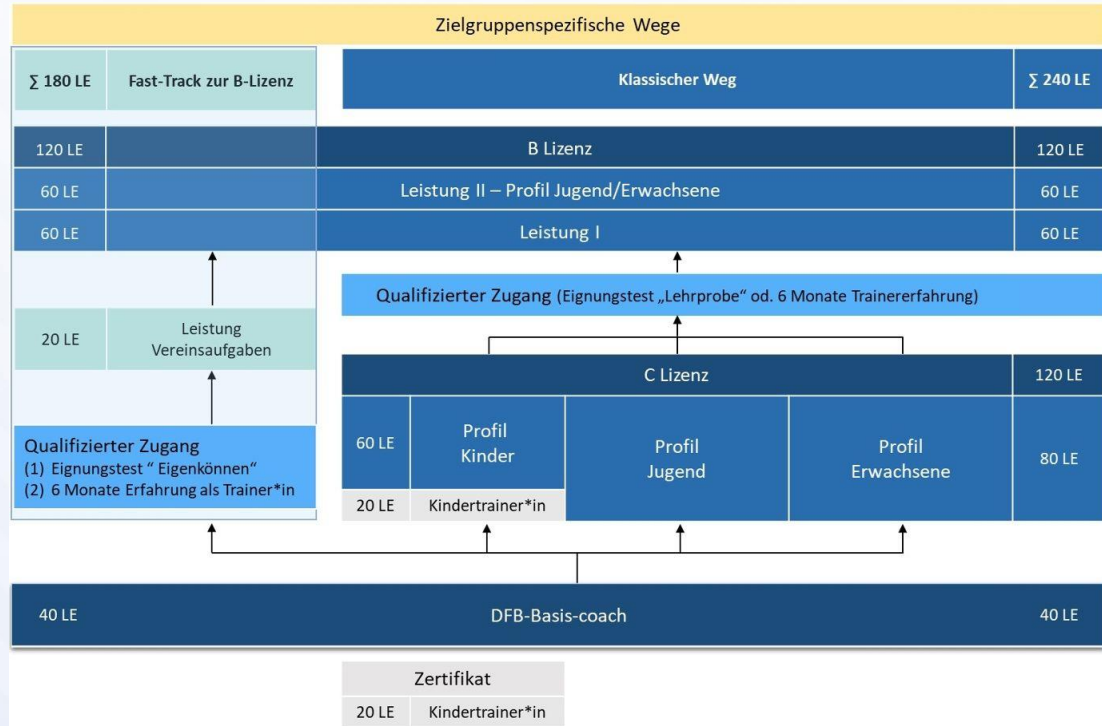 Zielgruppenspezifische Wege
∑ 180 LE Fast-Track zur B-Lizenz Klassischer Weg ∑ 240 LE
120 LE B Lizenz 120 LE
60 LE Leistung II – Profil Jugend/Erwachsene 60 LE
60 LE Leistung I 60 LE
Qualifizierter Zugang (Eignungstest „Lehrprobe“ od. 6 Monate Trainererfahrung)
20 LE Leistung
Vereinsaufgaben
C Lizenz 120 LE
Qualifizierter Zugang
(1) Eignungstest “ Eigenkönnen“
(2) 6 Monate Erfahrung als Trainer*in
60 LE Profil
Kinder
20 LE Kindertrainer*in
Profil
Jugend
Profil
Erwachsene
80 LE
40 LE DFB-Basis-coach 40 LE
Zertifikat
20 LE Kindertrainer*in